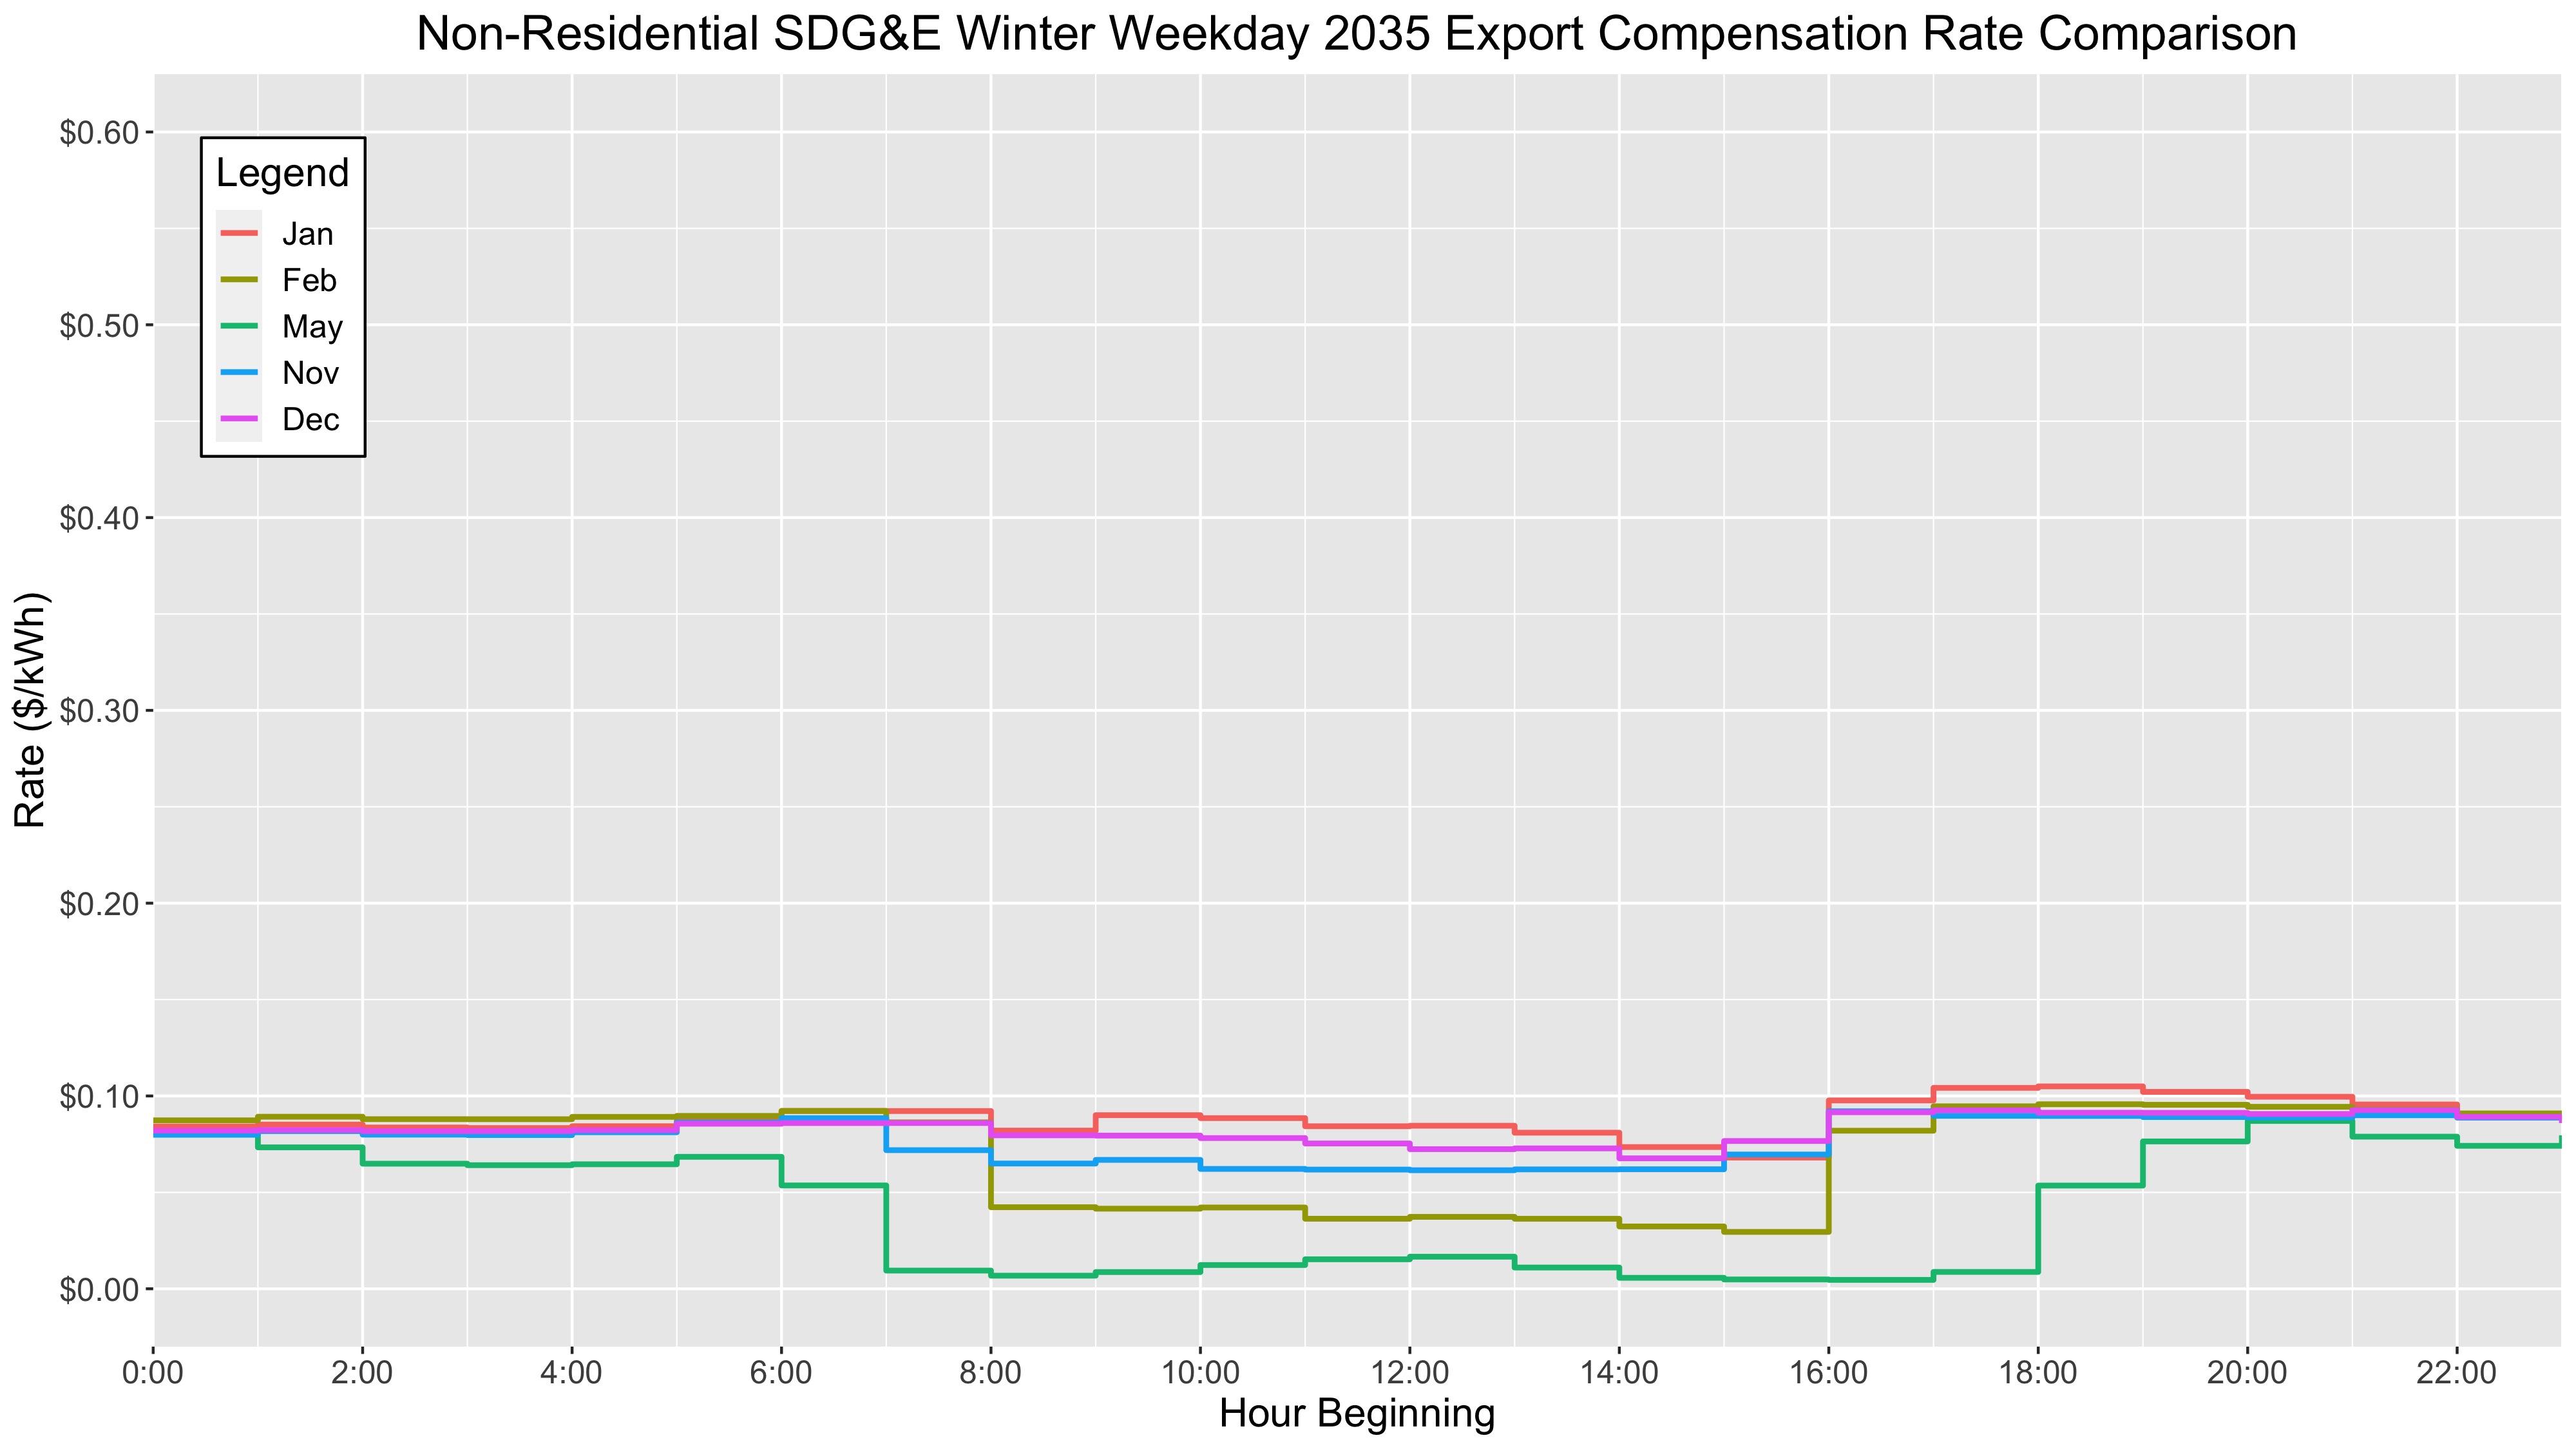 Non-Residential SDG&E Winter Weekday 2035 Export Compensation Rate Comparison
$0.60
$0.50
$0.40
$0.30
$0.20
$0.10
$0.00
Rate ($/kWh)
Legend
Jan
Feb
May
Nov
Dec
0:00 2:00 4:00 6:00 8:00 10:00 12:00 14:00 16:00 18:00 20:00 22:00
Hour Beginning